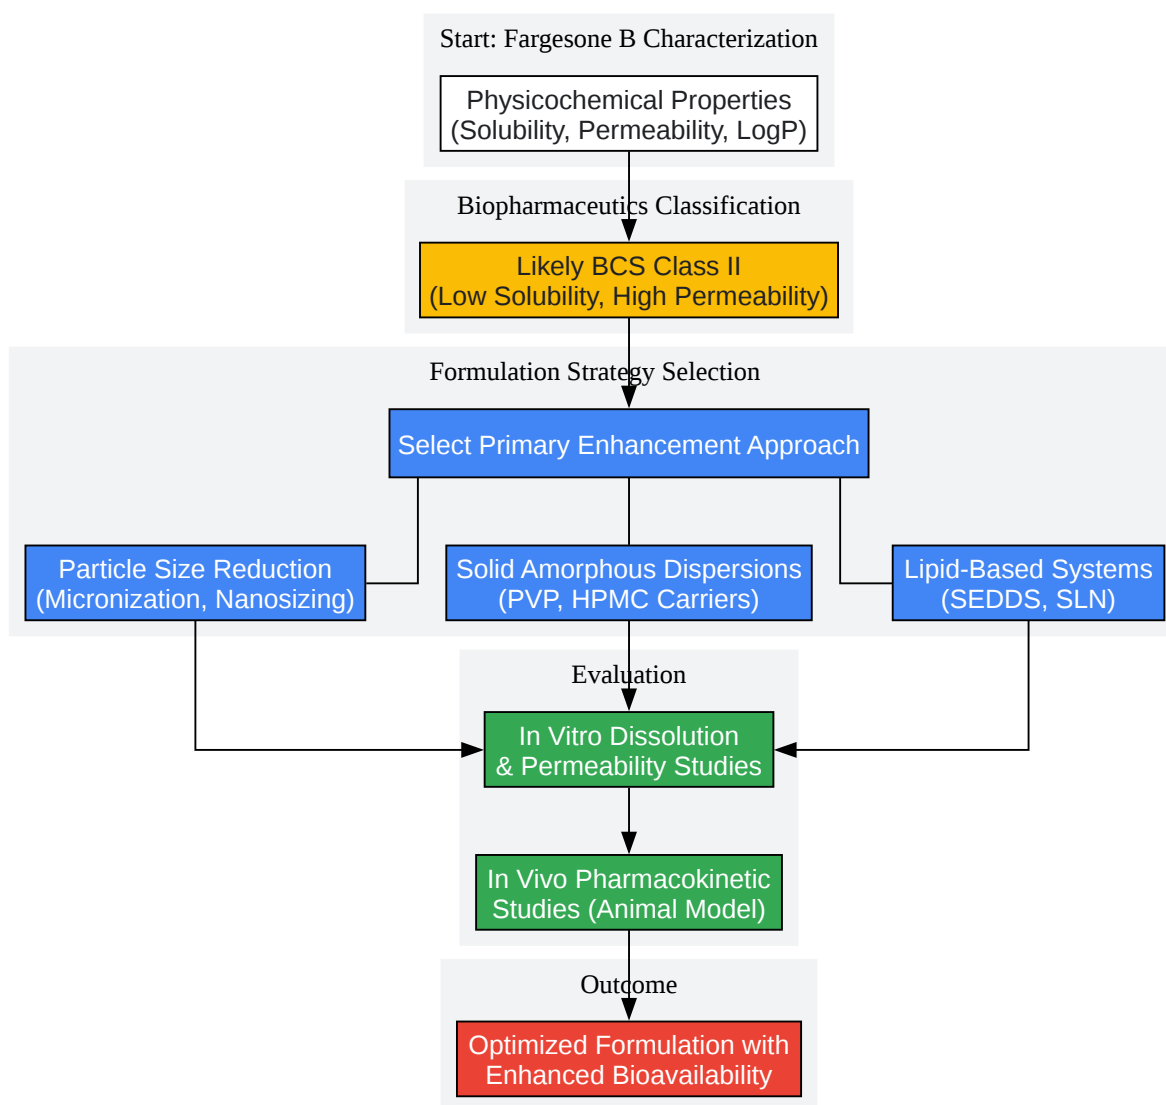 Start: Fargesone B Characterization
Physicochemical Properties
(Solubility, Permeability, LogP)
Biopharmaceutics Classification
Likely BCS Class II
(Low Solubility, High Permeability)
Formulation Strategy Selection
Select Primary Enhancement Approach
Particle Size Reduction
(Micronization, Nanosizing)
Solid Amorphous Dispersions
(PVP, HPMC Carriers)
Lipid-Based Systems
(SEDDS, SLN)
Evaluation
In Vitro Dissolution
& Permeability Studies
In Vivo Pharmacokinetic
Studies (Animal Model)
Outcome
Optimized Formulation with
Enhanced Bioavailability